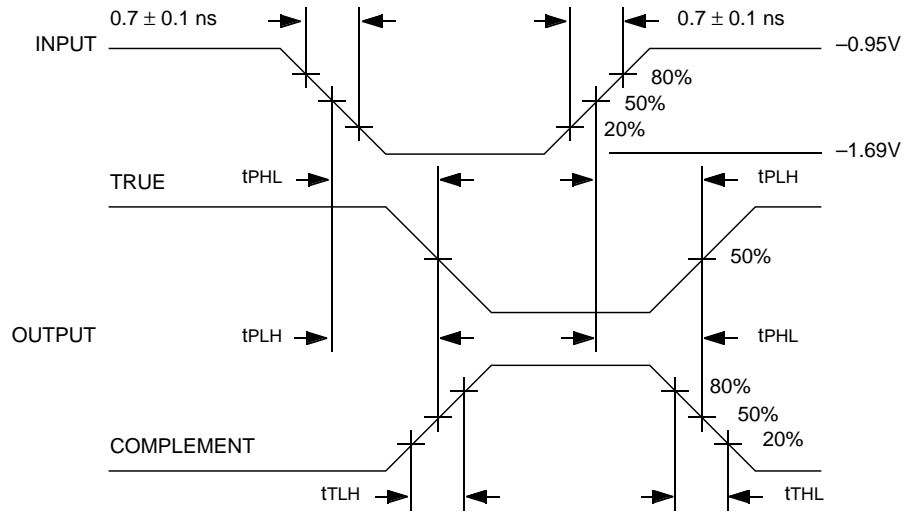 0.7 ± 0.1 ns
0.7 ± 0.1 ns
INPUT
–0.95V
80%
50%
20%
–1.69V
tPHL
tPLH
TRUE
50%
OUTPUT
tPLH
tPHL
80%
50%
20%
COMPLEMENT
tTLH
tTHL